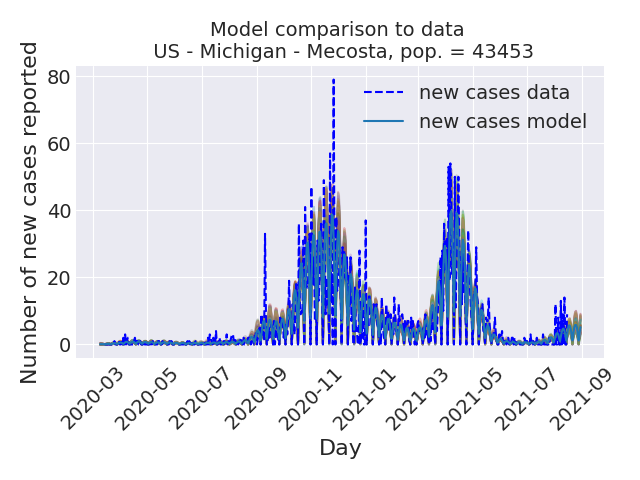 Model comparison to data
US - Michigan - Mecosta, pop. = 43453
Number of new cases reported
80
60
40
20
0
new cases data
new cases model
2020-03
2020-05
2020-07
2020-09
2020-11
2021-01
2021-03
2021-05
2021-07
2021-09
Day